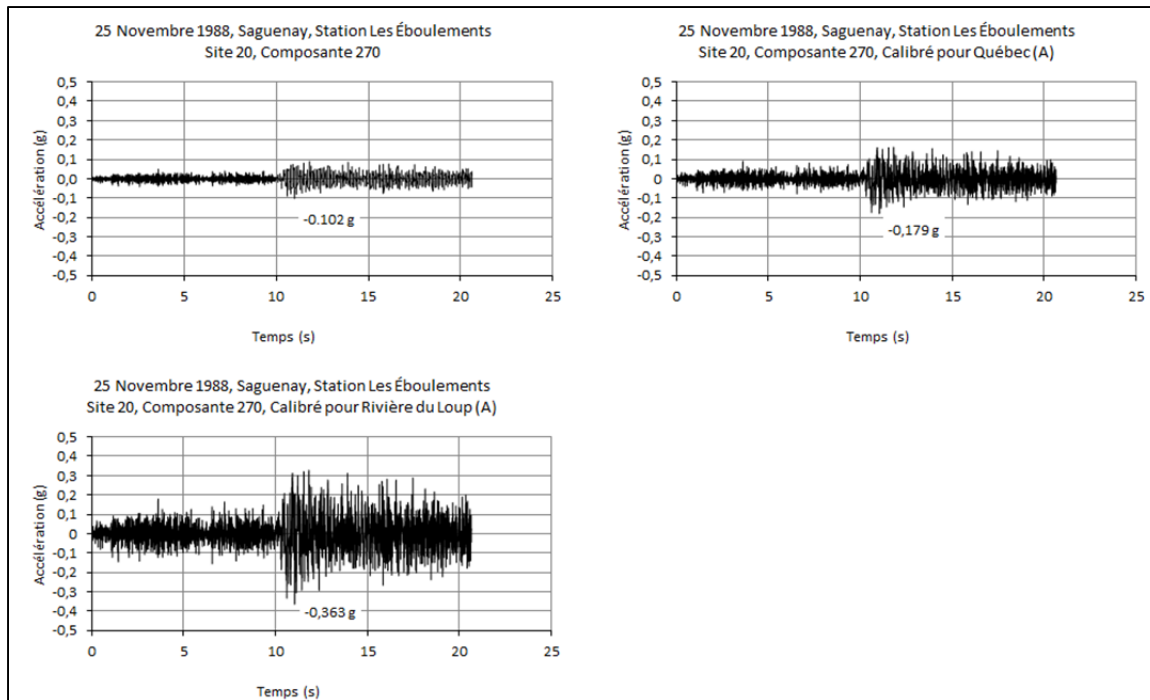 25 Novembre 1988, Saguenay, Station Les Éboulements
Site 20, Composante 270
Accélération (g)
0,5
0,4
0,3
0,2
0,1
0,0
-0,1
-0,2
-0,3
-0,4
-0,5
-0.102 g
0 5 10 15 20 25
Temps (s)
25 Novembre 1988, Saguenay, Station Les Éboulements
Site 20, Composante 270, Calibré pour Québec (A)
Accélération (g)
0,5
0,4
0,3
0,2
0,1
0
-0,1
-0,2
-0,3
-0,4
-0,5
-0,179 g
0 5 10 15 20 25
Temps (s)
25 Novembre 1988, Saguenay, Station Les Éboulements
Site 20, Composante 270, Calibré pour Rivière du Loup (A)
Accélération (g)
0,5
0,4
0,3
0,2
0,1
0
-0,1
-0,2
-0,3
-0,4
-0,5
-0,363 g
0 5 10 15 20 25
Temps (s)